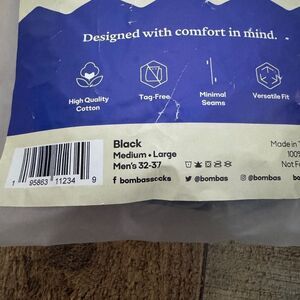 Designed with comfort in mind.
High Quality
Cotton
Tag-Free
Minimal
Seams
Versatile Fit
Black
Medium • Large
Men's 32-37
bombassocks
@bombas
@bombas
Made in
100%
Not F
1 95863 11234 9